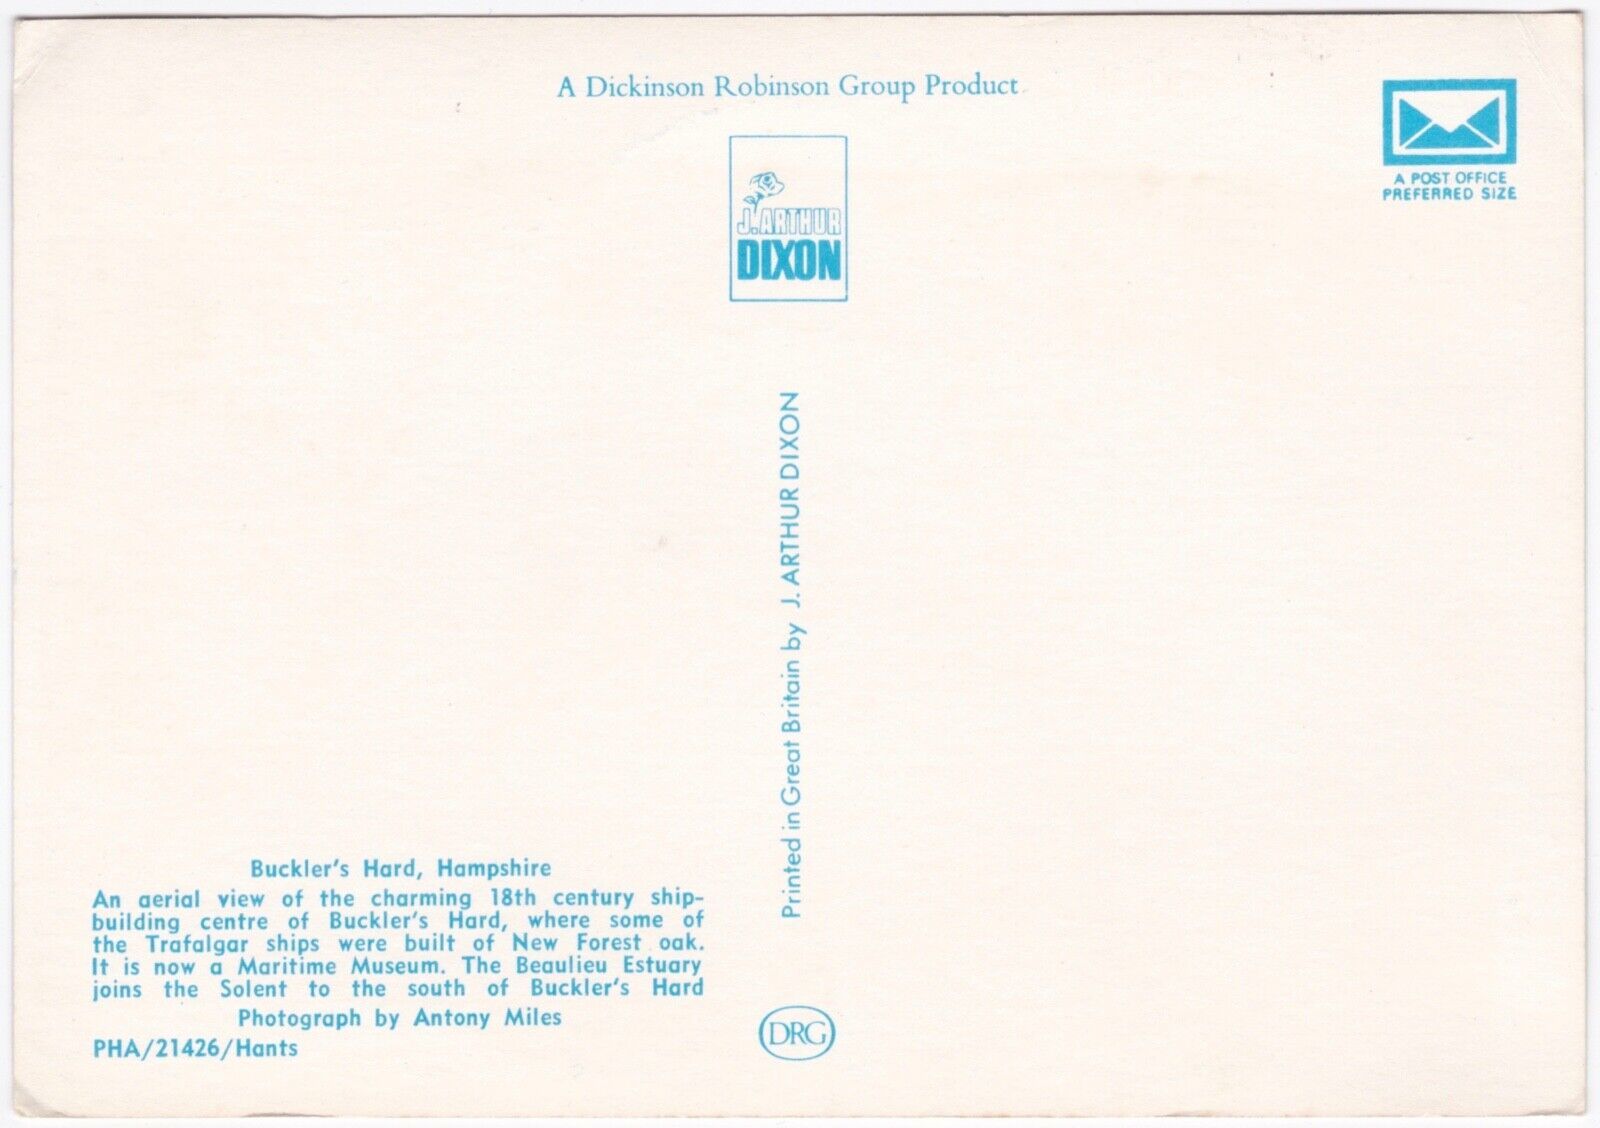 A Dickinson Robinson Group Product
A POST OFFICE
PREFERRED SIZE
J.ARTHUR
DIXON
Printed in Great Britain by J. ARTHUR DIXON
Buckler's Hard, Hampshire
An aerial view of the charming 18th century ship-
building centre of Buckler's Hard, where some of
the Trafalgar ships were built of New Forest oak.
It is now a Maritime Museum. The Beaulieu Estuary
joins the Solent to the south of Buckler's Hard
Photograph by Antony Miles
PHA/21426/Hants
DRG